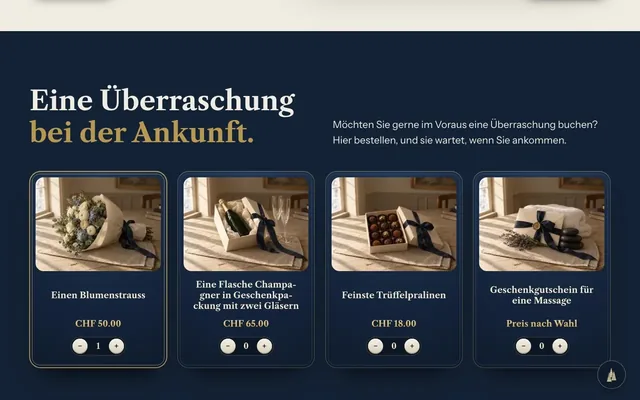 Eine Überraschung
bei der Ankunft.
Möchten Sie gerne im Voraus eine Überraschung buchen?
Hier bestellen, und sie wartet, wenn Sie ankommen.
Einen Blumenstrauss
CHF 50.00
− 1 +
Eine Flasche Champa-
gner in Geschenkpa-
ckung mit zwei Gläsern
CHF 65.00
− 0 +
Feinste Trüffelpralinen
CHF 18.00
− 0 +
Geschenkgutschein für
eine Massage
Preis nach Wahl
− 0 +